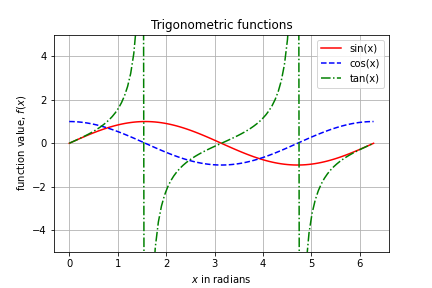 Trigonometric functions
sin(x)
cos(x)
tan(x)
function value, f(x)
4
2
0
−2
−4
0 1 2 3 4 5 6
x in radians